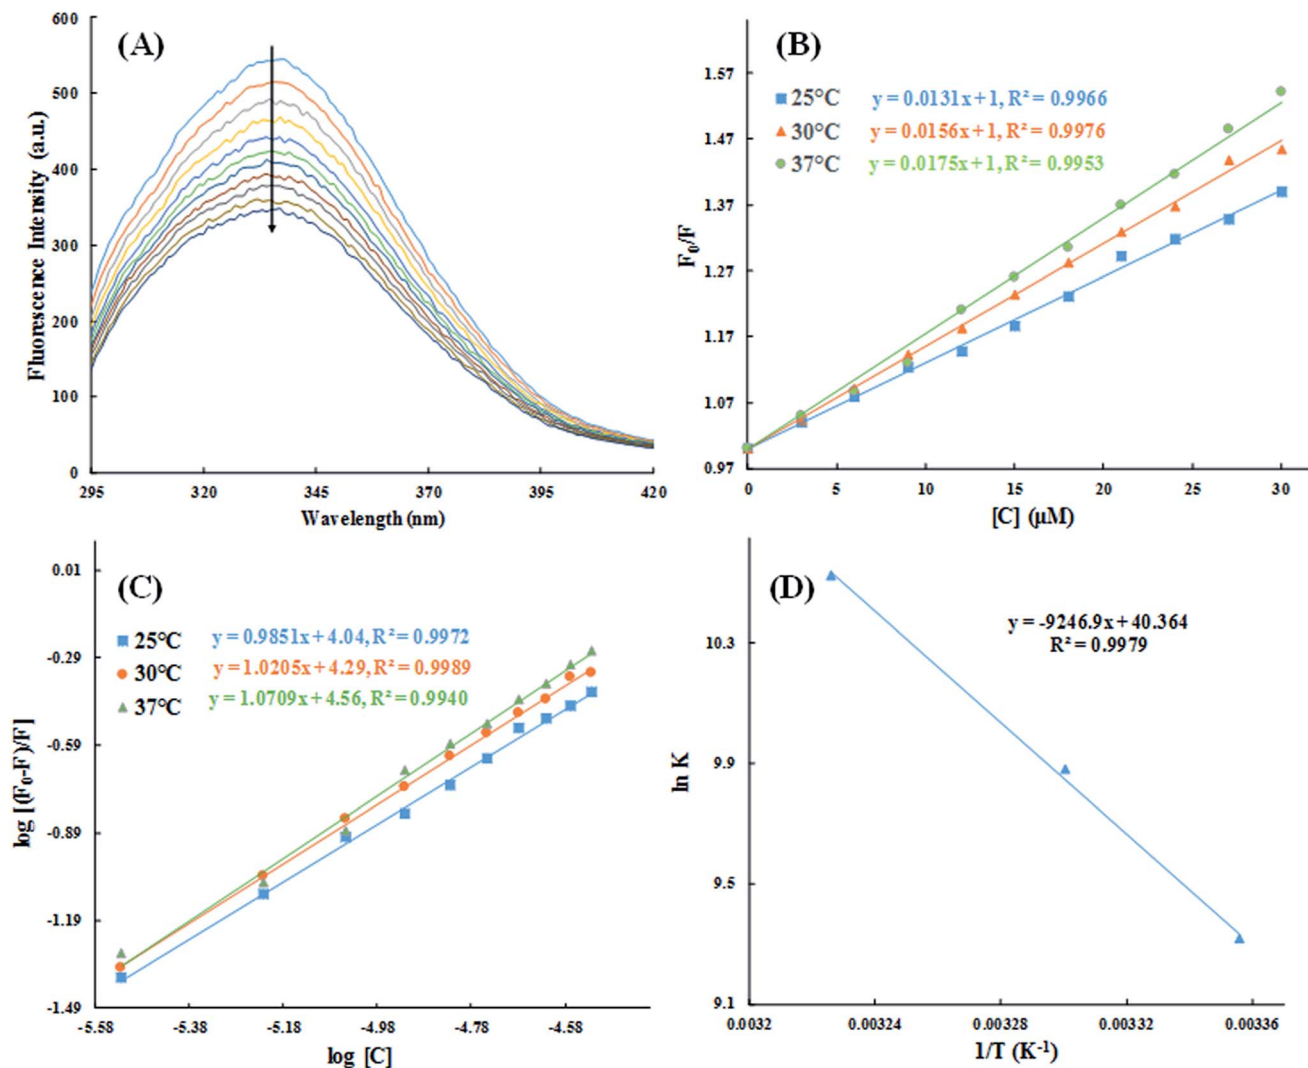 (A)
600
500
400
300
200
100
0
295
320
345
370
395
420
Fluorescence Intensity (a.u.)
Wavelength (nm)
(B)
25°C y = 0.0131x + 1, R² = 0.9966
30°C y = 0.0156x + 1, R² = 0.9976
37°C y = 0.0175x + 1, R² = 0.9953
1.57
1.47
1.37
1.27
1.17
1.07
0.97
0
5
10
15
20
25
30
F₀/F
[C] (µM)
(C)
25°C y = 0.9851x + 4.04, R² = 0.9972
30°C y = 1.0205x + 4.29, R² = 0.9989
37°C y = 1.0709x + 4.56, R² = 0.9940
0.01
-0.29
-0.59
-0.89
-1.19
-1.49
-5.58
-5.38
-5.18
-4.98
-4.78
-4.58
log [(F₀-F)/F]
log [C]
(D)
y = -9246.9x + 40.364
R² = 0.9979
10.3
9.9
9.5
9.1
0.0032
0.00324
0.00328
0.00332
0.00336
ln K
1/T (K⁻¹)